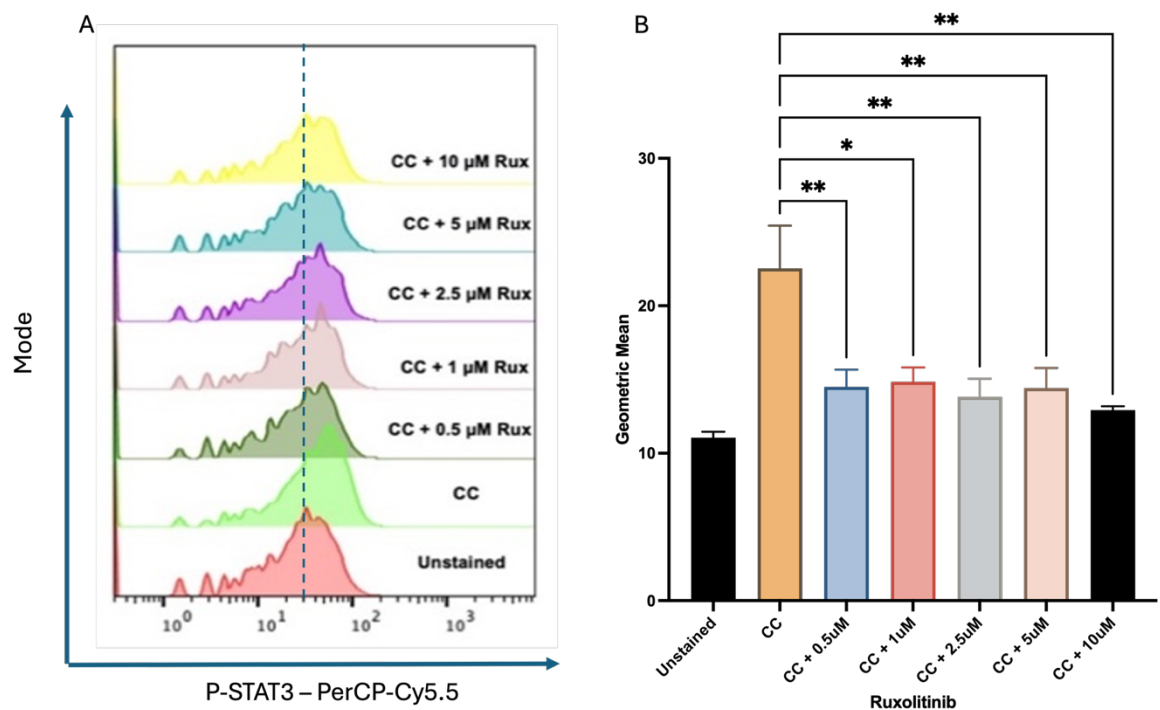 A
CC + 10 µM Rux
CC + 5 µM Rux
CC + 2.5 µM Rux
CC + 1 µM Rux
CC + 0.5 µM Rux
CC
Unstained
Mode
10⁰ 10¹ 10² 10³
P-STAT3 – PerCP-Cy5.5
B
**
**
**
*
**
30
20
10
0
Geometric Mean
Unstained
CC
CC + 0.5uM
CC + 1uM
CC + 2.5uM
CC + 5uM
CC + 10uM
Ruxolitinib